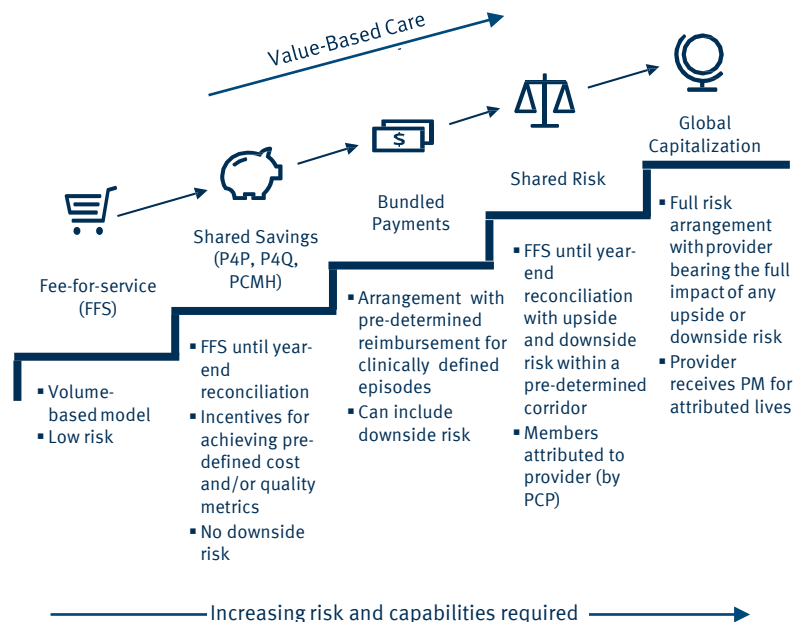 Value-Based Care
Fee-for-service
(FFS)
▪ Volume-
based model
▪ Low risk
Shared Savings
(P4P, P4Q,
PCMH)
▪ FFS until year-
end
reconciliation
▪ Incentives for
achieving pre-
defined cost
and/or quality
metrics
▪ No downside
risk
$
Bundled
Payments
▪ Arrangement with
pre-determined
reimbursement for
clinically defined
episodes
▪ Can include
downside risk
Shared Risk
▪ FFS until year-
end
reconciliation
with upside
and downside
risk within a
pre-determined
corridor
▪ Members
attributed to
provider (by
PCP)
Global
Capitalization
▪ Full risk
arrangement
with provider
bearing the full
impact of any
upside or
downside risk
▪ Provider
receives PM for
attributed lives
Increasing risk and capabilities required